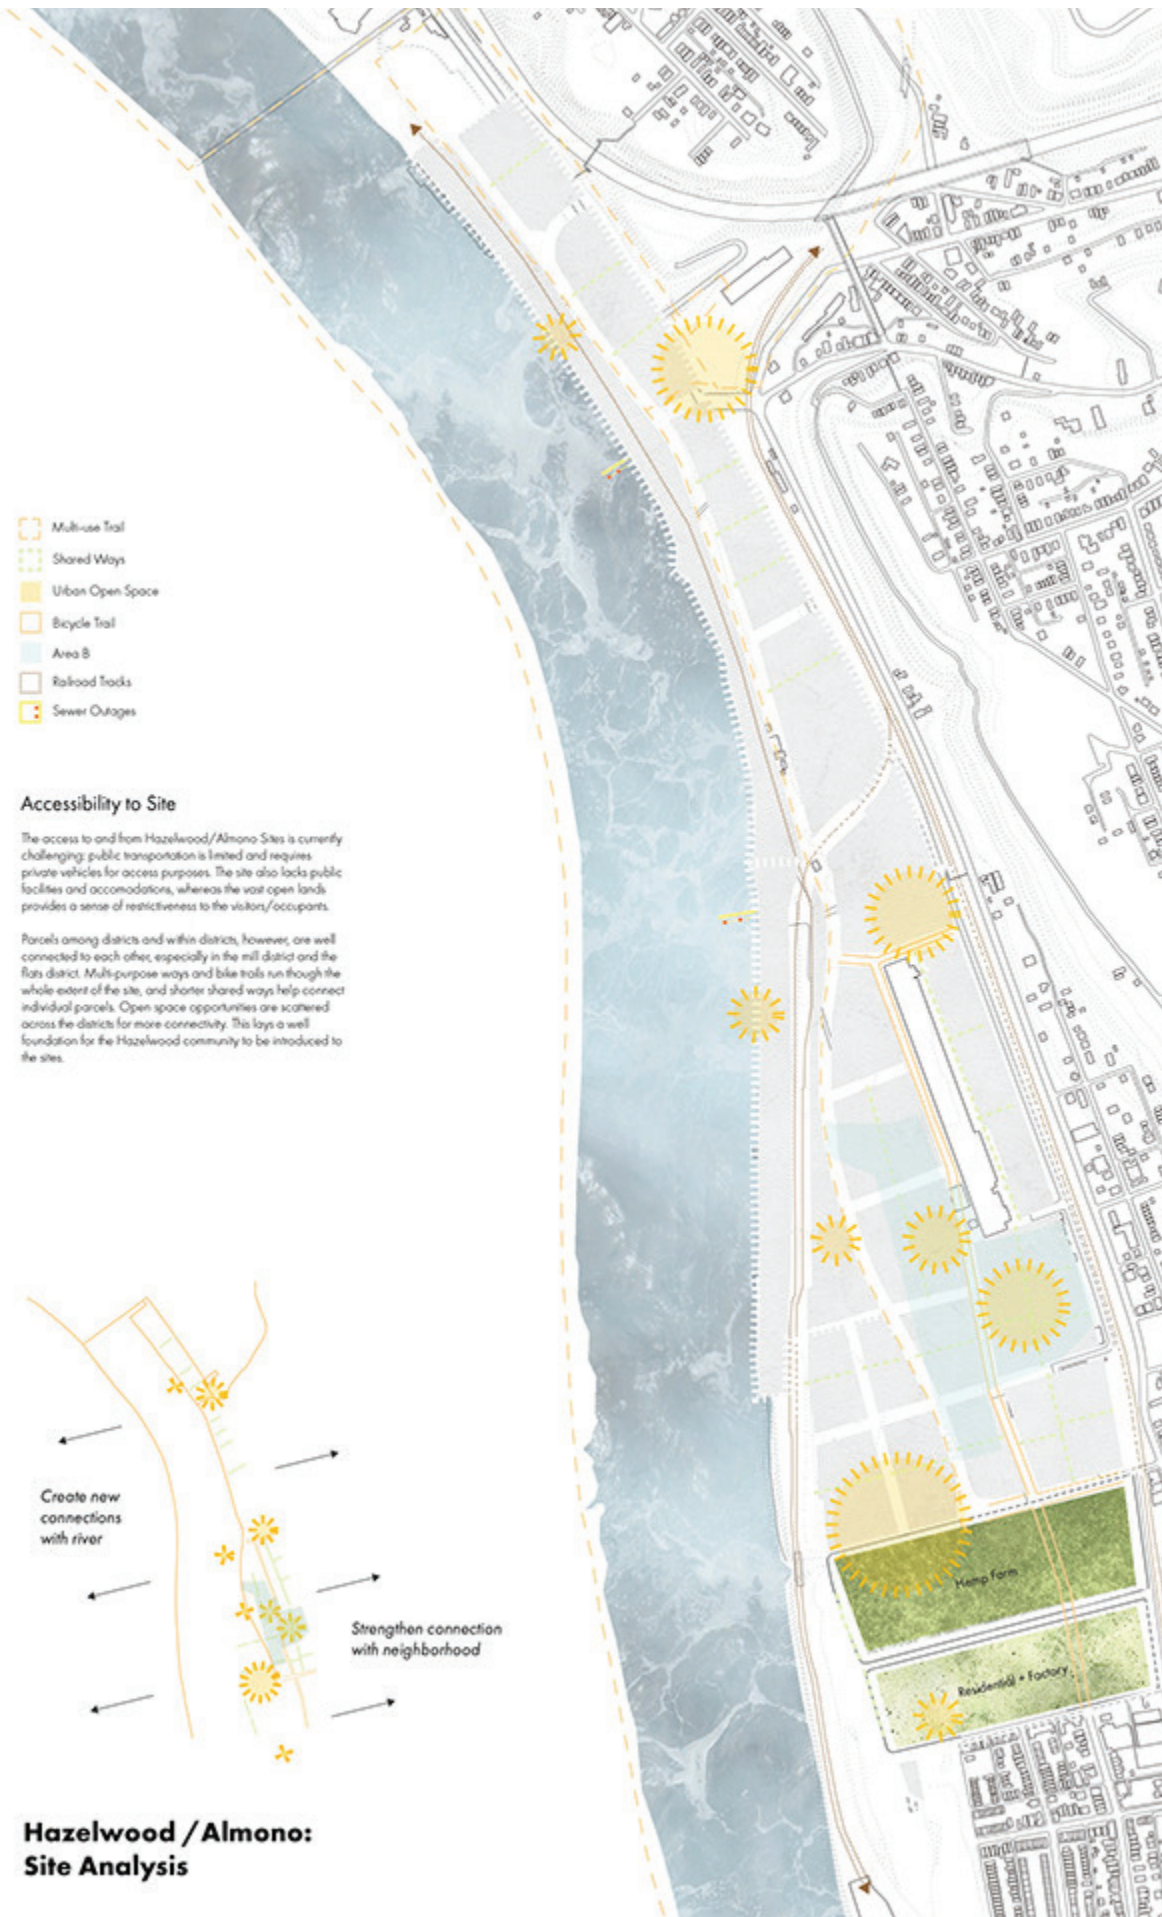 Multi-use Trail
Shared Ways
Urban Open Space
Bicycle Trail
Area B
Railroad Tracks
Sewer Outages
Accessibility to Site
The access to and from Hazelwood/Almono Sites is currently
challenging: public transportation is limited and requires
private vehicles for access purposes. The site also lacks public
facilities and accomodations, whereas the vast open lands
provides a sense of restrictiveness to the visitors/occupants.
Parcels among districts and within districts, however, are well
connected to each other, especially in the mill district and the
flats district. Multi-purpose ways and bike trails run though the
whole extent of the site, and shorter shared ways help connect
individual parcels. Open space opportunities are scattered
across the districts for more connectivity. This lays a well
foundation for the Hazelwood community to be introduced to
the sites.
Create new
connections
with river
Strengthen connection
with neighborhood
Hemp Farm
Residential + Factory
Hazelwood / Almono:
Site Analysis